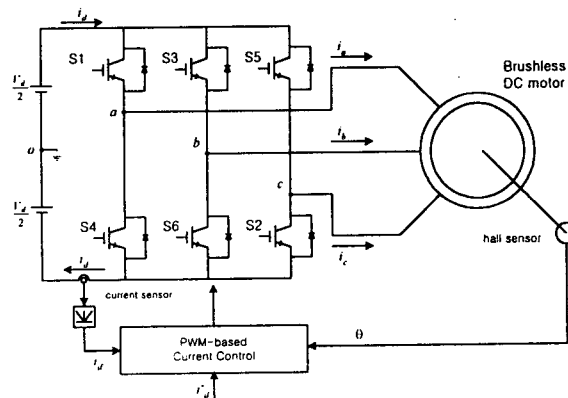 i_d
S1
S3
S5
i_a
Brushless
DC motor
V_d
2
a
o
b
i_b
c
V_d
2
S4
S6
S2
hall sensor
i_d
i_c
current sensor
PWM-based
Current Control
θ
i_d